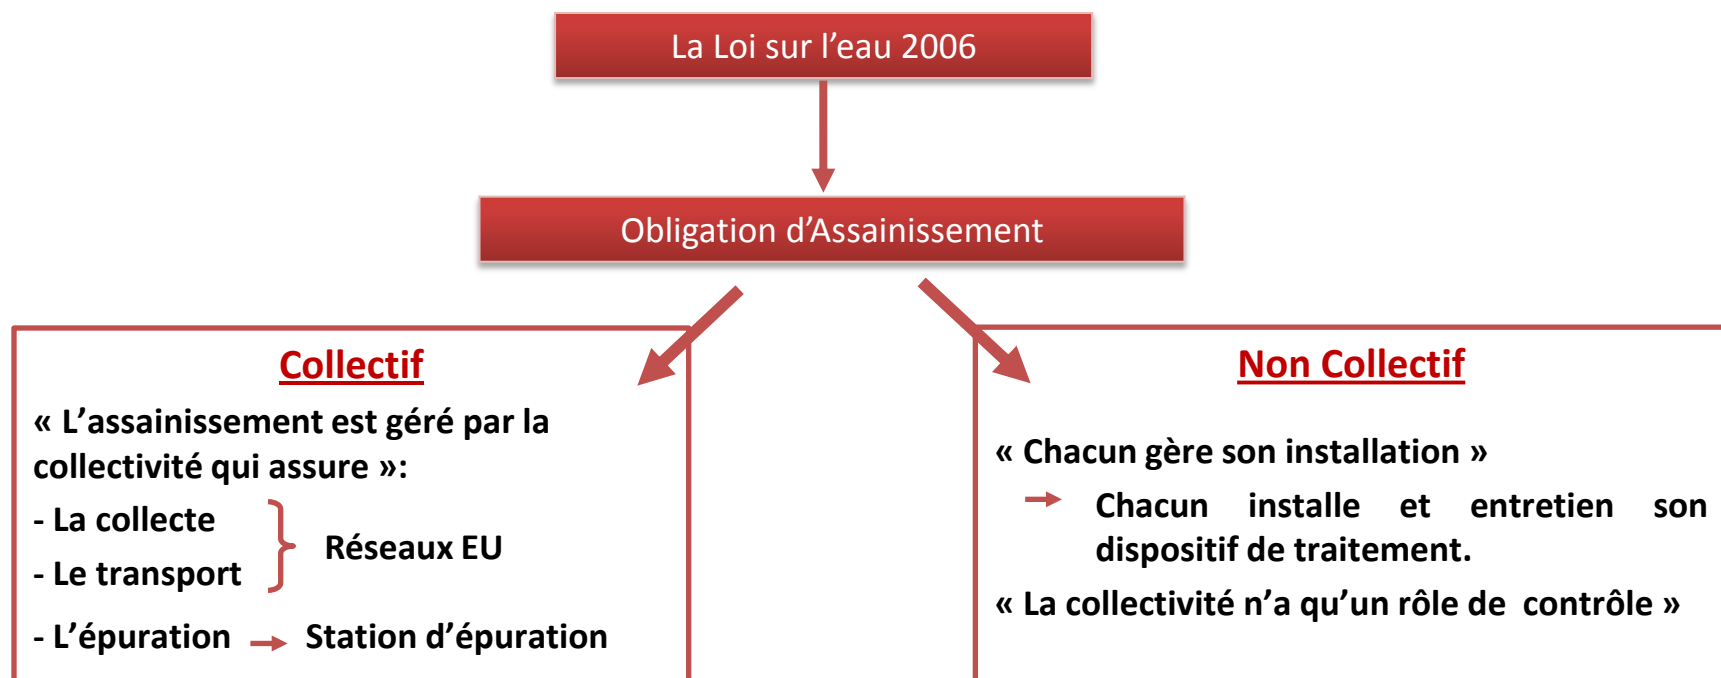 La Loi sur l’eau 2006
Obligation d’Assainissement
Collectif
« L’assainissement est géré par la
collectivité qui assure »:
- La collecte
- Le transport
Réseaux EU
- L’épuration
Station d’épuration
Non Collectif
« Chacun gère son installation »
Chacun installe et entretien son
dispositif de traitement.
« La collectivité n’a qu’un rôle de contrôle »